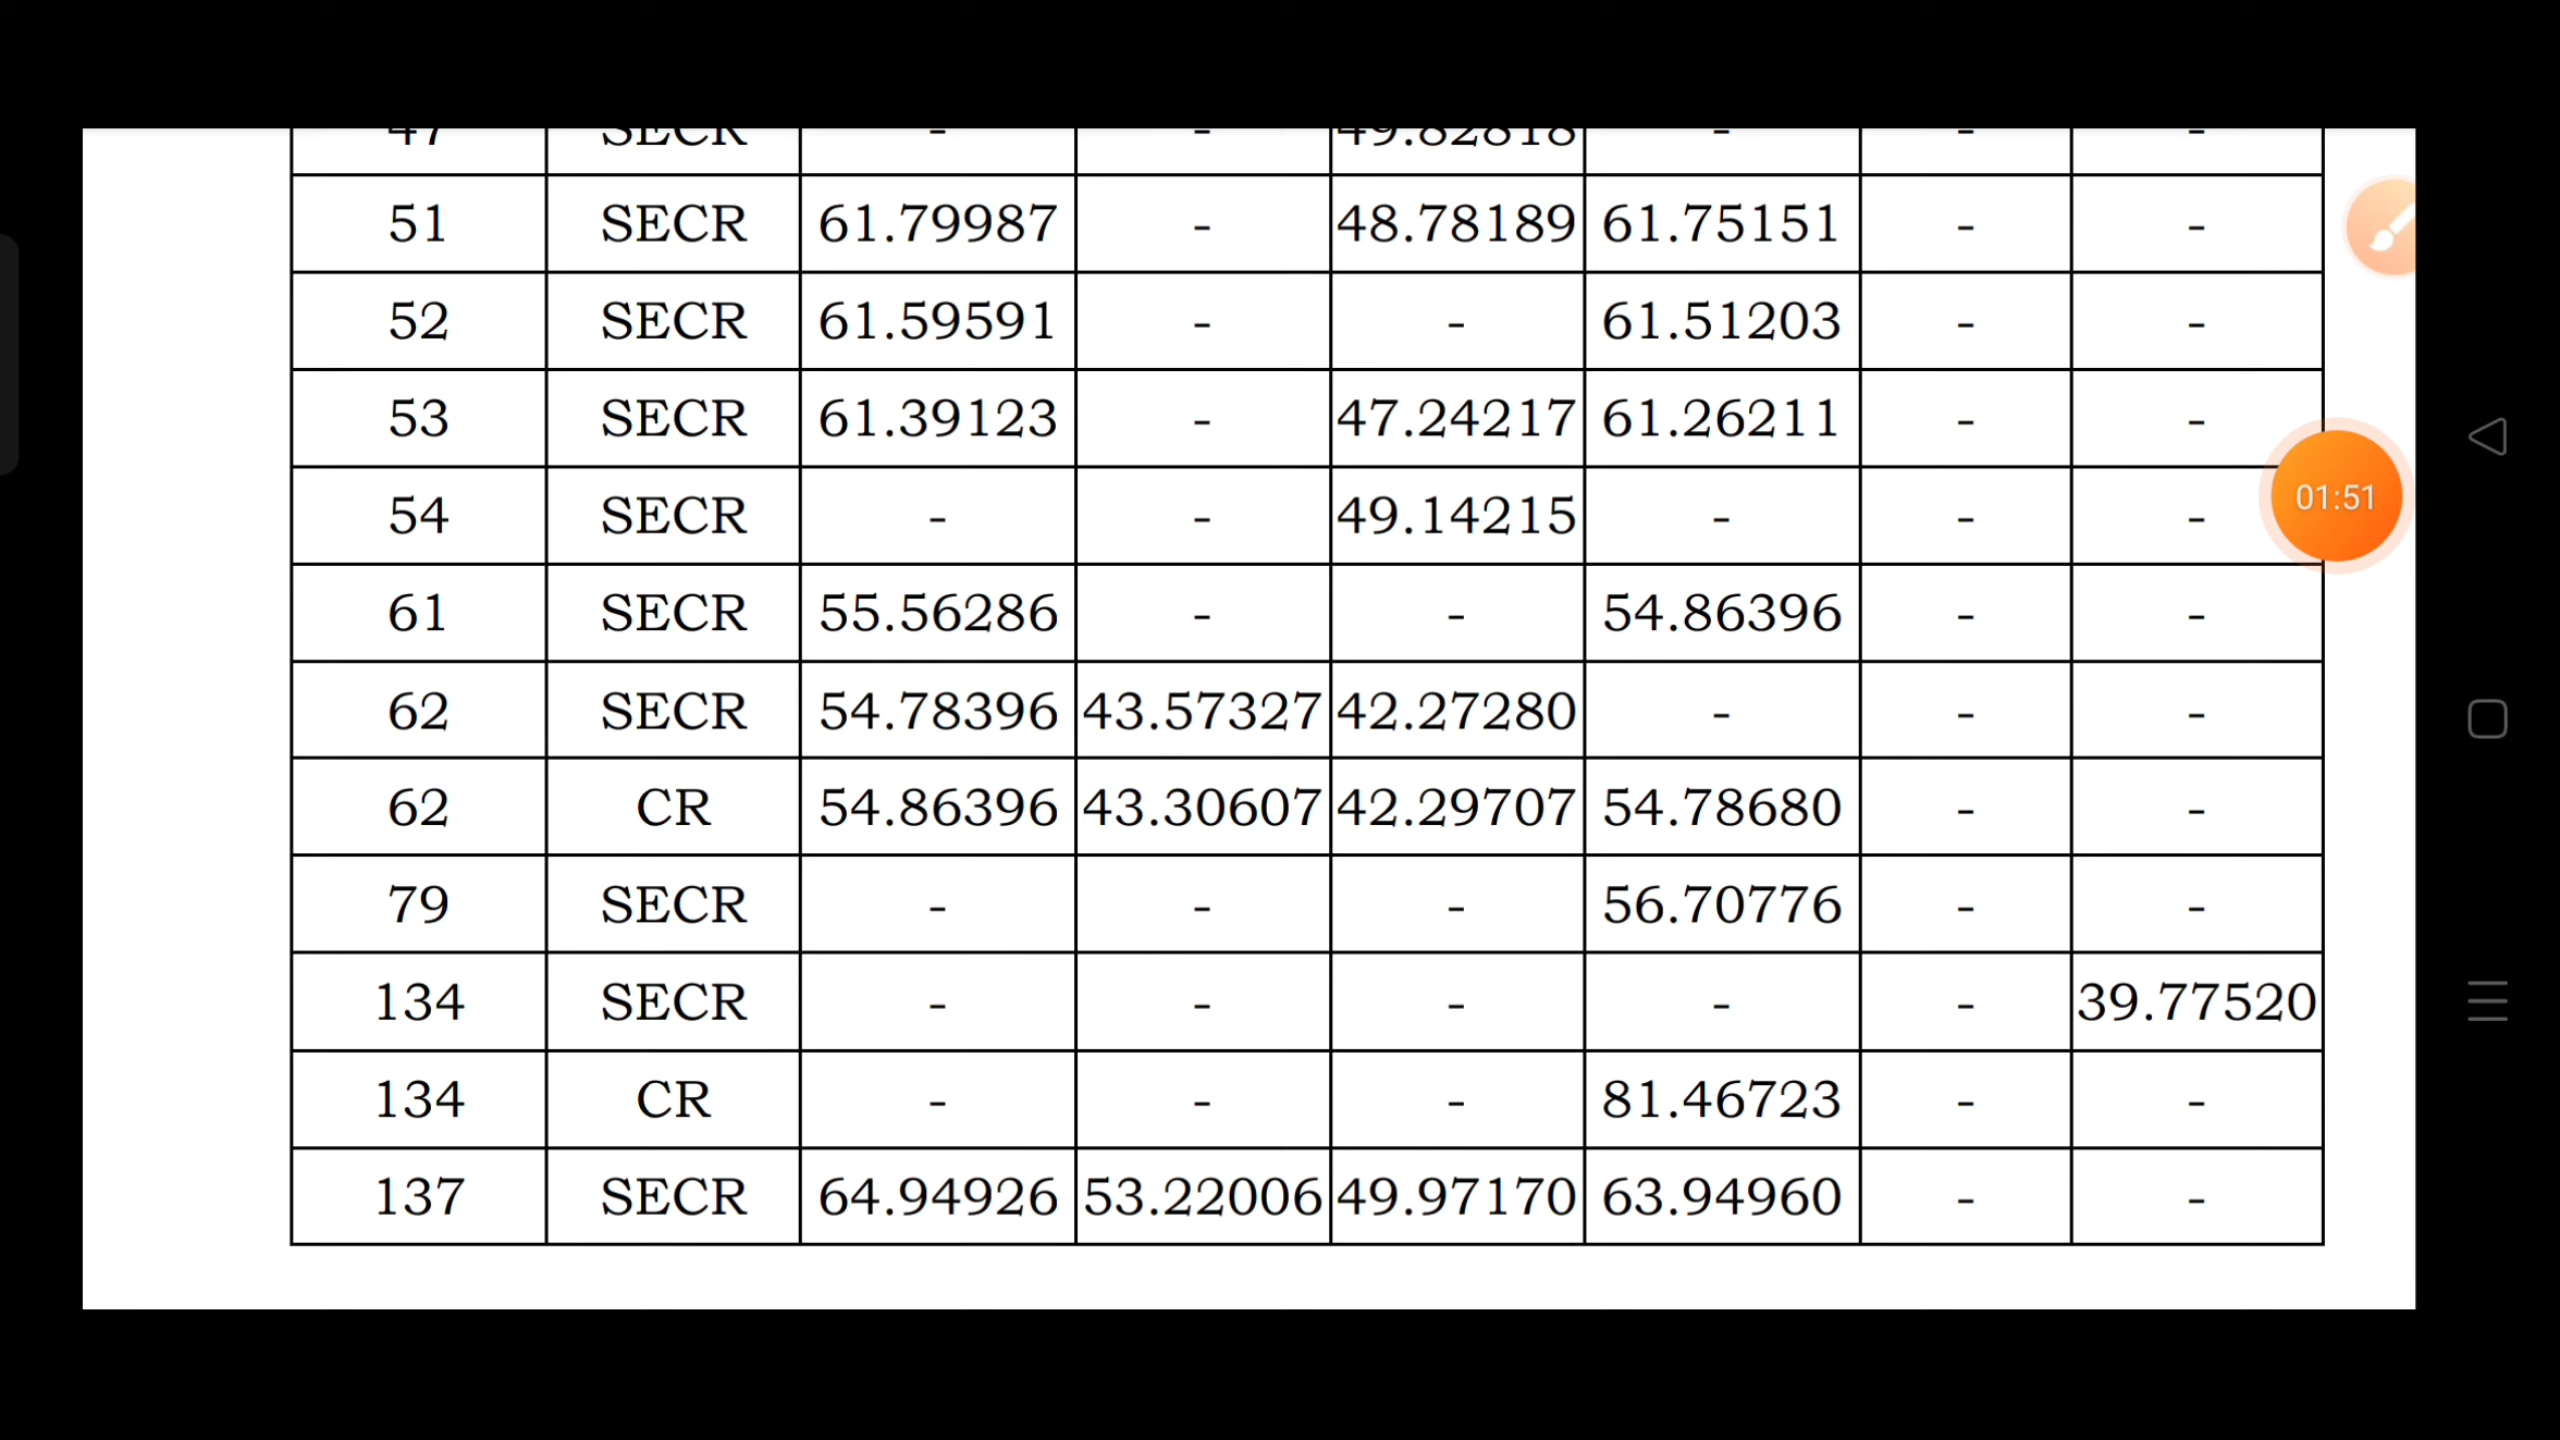 47 SECR - - 49.82818 - - -
51 SECR 61.79987 - 48.78189 61.75151 - -
52 SECR 61.59591 - - 61.51203 - -
53 SECR 61.39123 - 47.24217 61.26211 - -
54 SECR - - 49.14215 - - -
01:51
61 SECR 55.56286 - - 54.86396 - -
62 SECR 54.78396 43.57327 42.27280 - - -
62 CR 54.86396 43.30607 42.29707 54.78680 - -
79 SECR - - - 56.70776 - -
134 SECR - - - - - 39.77520
134 CR - - - 81.46723 - -
137 SECR 64.94926 53.22006 49.97170 63.94960 - -